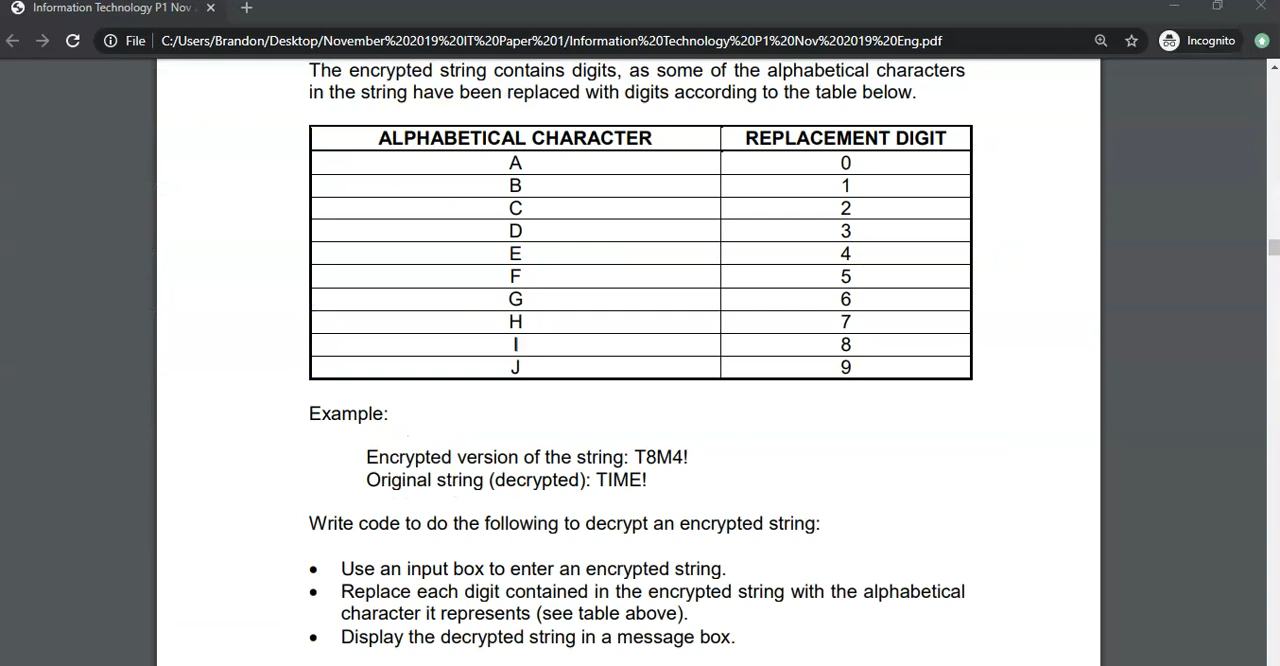 Information Technology P1 Nov
File
C:/Users/Brandon/Desktop/November%202019%20IT%20Paper%201/Information%20Technology%20P1%20Nov%202019%20Eng.pdf
Incognito
The encrypted string contains digits, as some of the alphabetical characters
in the string have been replaced with digits according to the table below.
ALPHABETICAL CHARACTER REPLACEMENT DIGIT
A 0
B 1
C 2
D 3
E 4
F 5
G 6
H 7
I 8
J 9
Example:
Encrypted version of the string: T8M4!
Original string (decrypted): TIME!
Write code to do the following to decrypt an encrypted string:
• Use an input box to enter an encrypted string.
• Replace each digit contained in the encrypted string with the alphabetical
character it represents (see table above).
• Display the decrypted string in a message box.